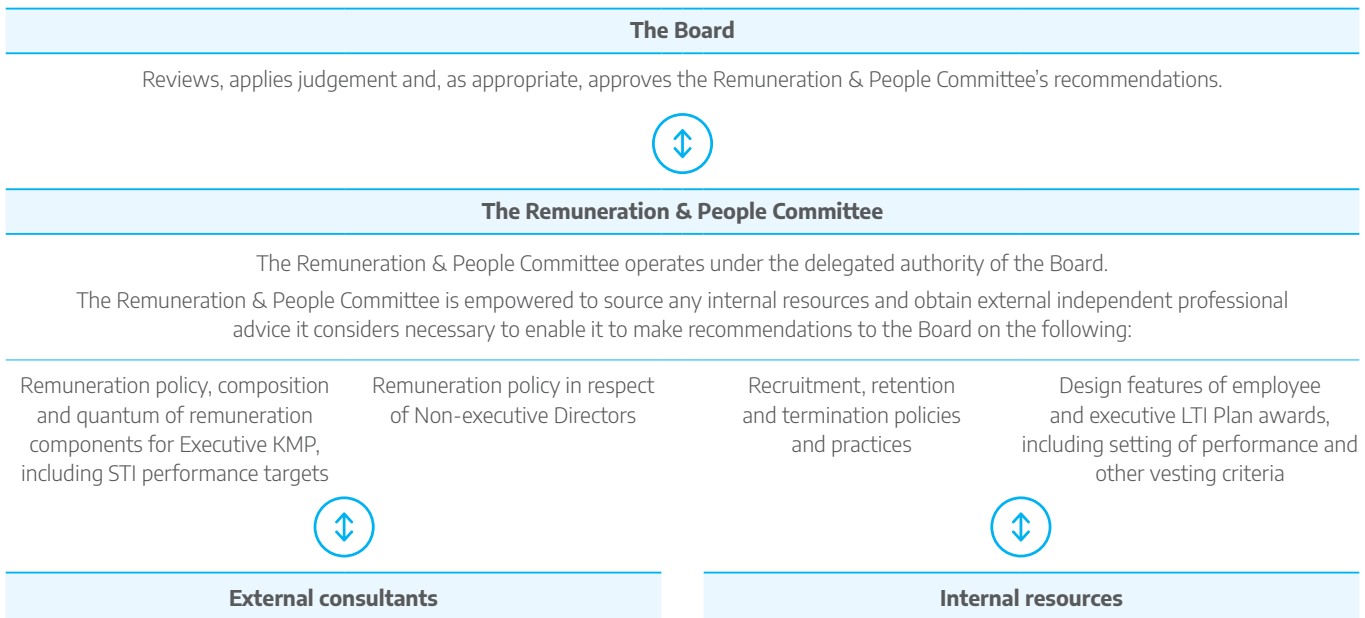 The Board
Reviews, applies judgement and, as appropriate, approves the Remuneration & People Committee’s recommendations.
The Remuneration & People Committee
The Remuneration & People Committee operates under the delegated authority of the Board.
The Remuneration & People Committee is empowered to source any internal resources and obtain external independent professional
advice it considers necessary to enable it to make recommendations to the Board on the following:
Remuneration policy, composition
and quantum of remuneration
components for Executive KMP,
including STI performance targets
Remuneration policy in respect
of Non-executive Directors
Recruitment, retention
and termination policies
and practices
Design features of employee
and executive LTI Plan awards,
including setting of performance and
other vesting criteria
External consultants
Internal resources